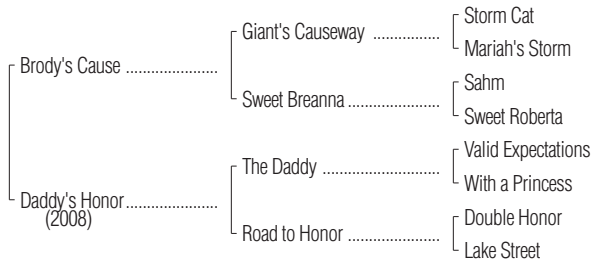 Storm Cat
Giant's Causeway ................
Mariah's Storm
Brody's Cause ......................
Sahm
Sweet Breanna ......................
Sweet Roberta
Valid Expectations
The Daddy ............................
With a Princess
Daddy's Honor ......................
(2008)
Double Honor
Road to Honor ......................
Lake Street